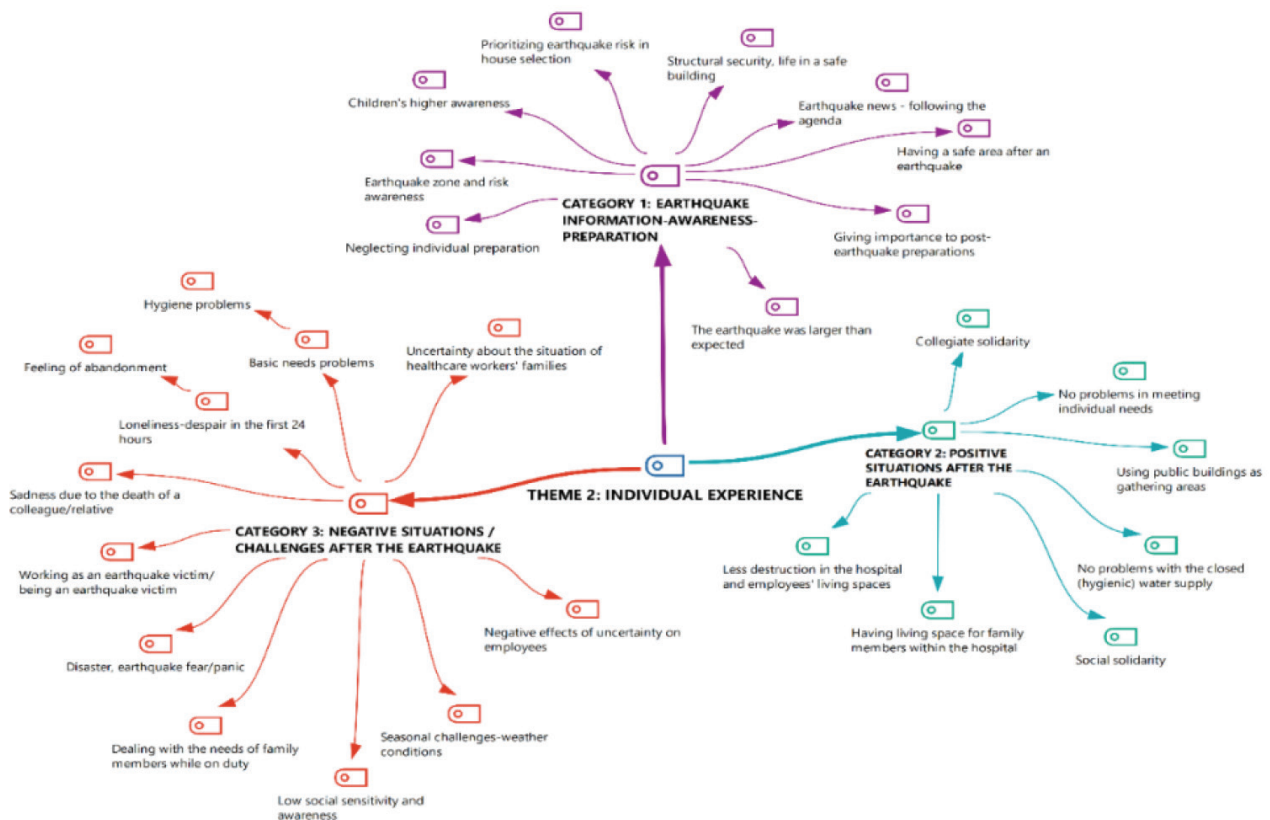 Prioritizing earthquake risk in
house selection
Structural security, life in a safe
building
Children's higher awareness
Earthquake news - following the
agenda
Having a safe area after an
earthquake
Earthquake zone and risk
awareness
CATEGORY 1: EARTHQUAKE
INFORMATION-AWARENESS-
PREPARATION
Neglecting individual preparation
Giving importance to post-
earthquake preparations
The earthquake was larger than
expected
Hygiene problems
Basic needs problems
Uncertainty about the situation of
healthcare workers' families
Feeling of abandonment
Loneliness-despair in the first 24
hours
Sadness due to the death of a
colleague/relative
THEME 2: INDIVIDUAL EXPERIENCE
Collegiate solidarity
No problems in meeting
individual needs
CATEGORY 2: POSITIVE
SITUATIONS AFTER THE
EARTHQUAKE
Using public buildings as
gathering areas
Less destruction in the hospital
and employees' living spaces
No problems with the closed
(hygienic) water supply
Having living space for family
members within the hospital
Social solidarity
CATEGORY 3: NEGATIVE SITUATIONS /
CHALLENGES AFTER THE EARTHQUAKE
Working as an earthquake victim/
being an earthquake victim
Negative effects of uncertainty on
employees
Disaster, earthquake fear/panic
Dealing with the needs of family
members while on duty
Seasonal challenges-weather
conditions
Low social sensitivity and
awareness